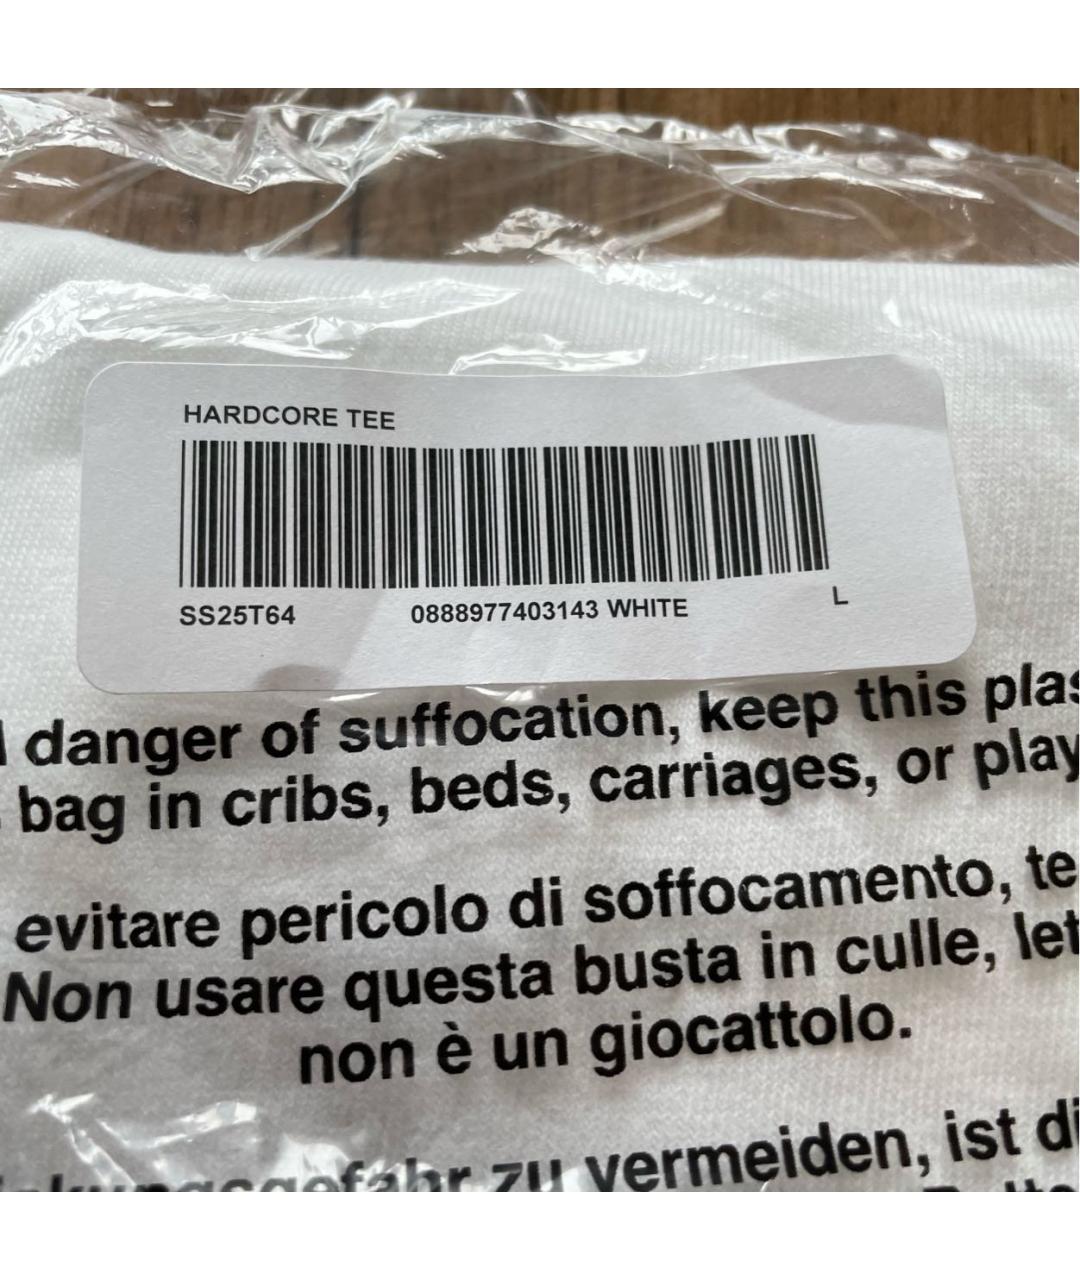 HARDCORE TEE
SS25T64 0888977403143 WHITE L
danger of suffocation, keep this plas
bag in cribs, beds, carriages, or play
evitare pericolo di soffocamento, te
Non usare questa busta in culle, let
non è un giocattolo.
zu vermeiden, ist di